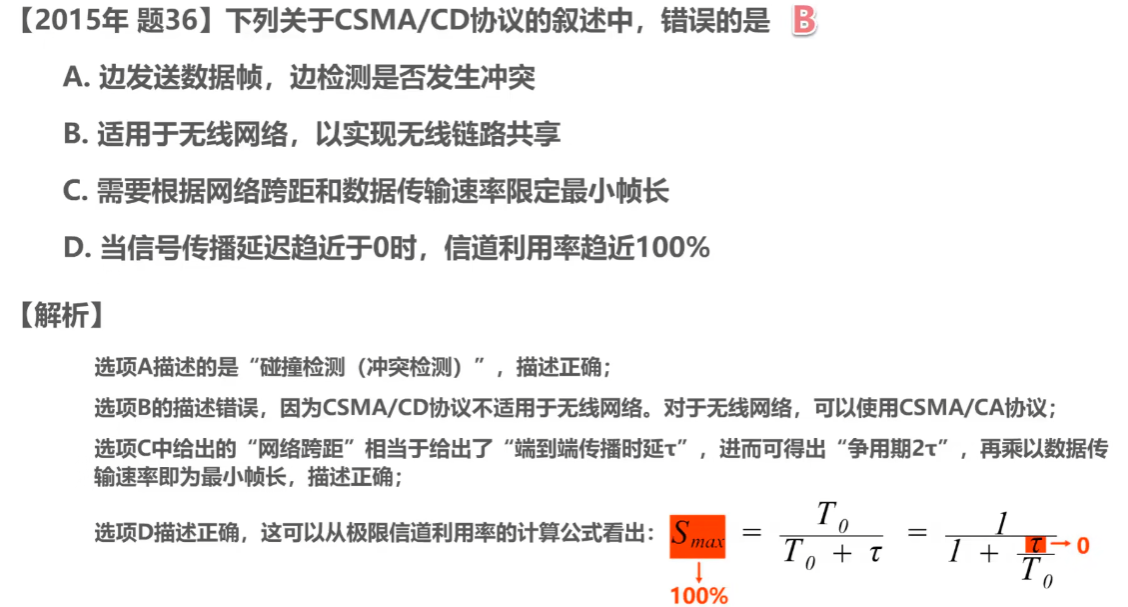 【2015年 题36】下列关于CSMA/CD协议的叙述中，错误的是 B
A. 边发送数据帧，边检测是否发生冲突
B. 适用于无线网络，以实现无线链路共享
C. 需要根据网络跨距和数据传输速率限定最小帧长
D. 当信号传播延迟趋近于0时，信道利用率趋近100%
【解析】
选项A描述的是“碰撞检测（冲突检测）”，描述正确；
选项B的描述错误，因为CSMA/CD协议不适用于无线网络。对于无线网络，可以使用CSMA/CA协议；
选项C中给出的“网络跨距”相当于给出了“端到端传播时延τ”，进而可得出“争用期2τ”，再乘以数据传
输速率即为最小帧长，描述正确；
选项D描述正确，这可以从极限信道利用率的计算公式看出： S_max = T_0 / (T_0 + τ) = 1 / (1 + τ/T_0) → 0
↓
100%